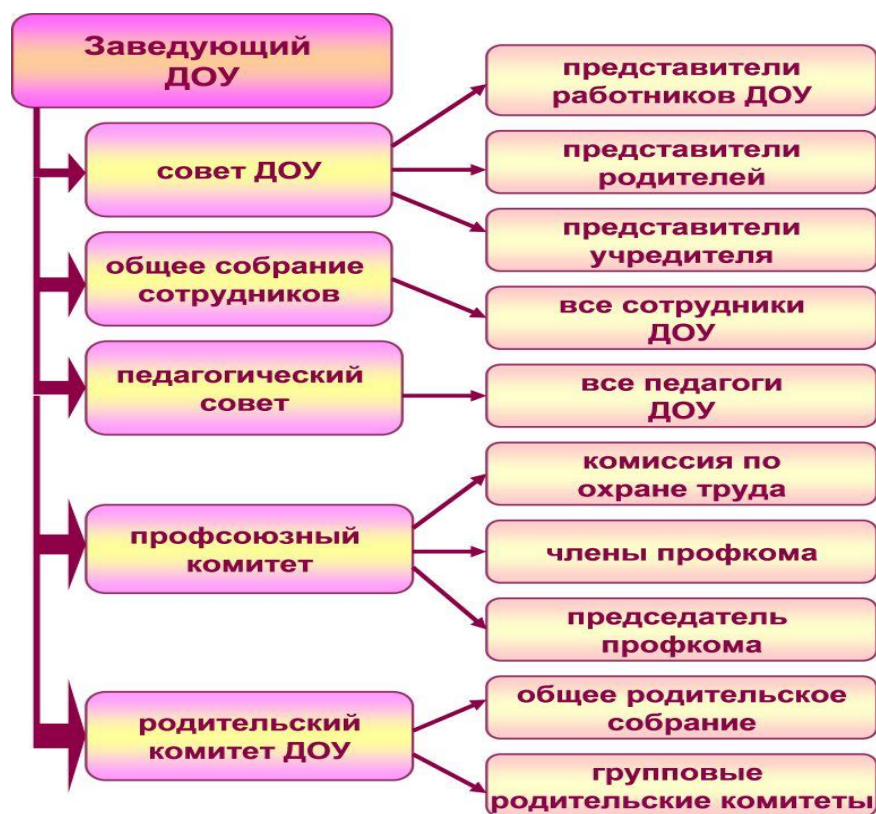 Заведующий
ДОУ
совет ДОУ
представители
работников ДОУ
представители
родителей
представители
учредителя
общее собрание
сотрудников
все сотрудники
ДОУ
педагогический
совет
все педагоги
ДОУ
профсоюзный
комитет
комиссия по
охране труда
члены профкома
председатель
профкома
родительский
комитет ДОУ
общее родительское
собрание
групповые
родительские комитеты